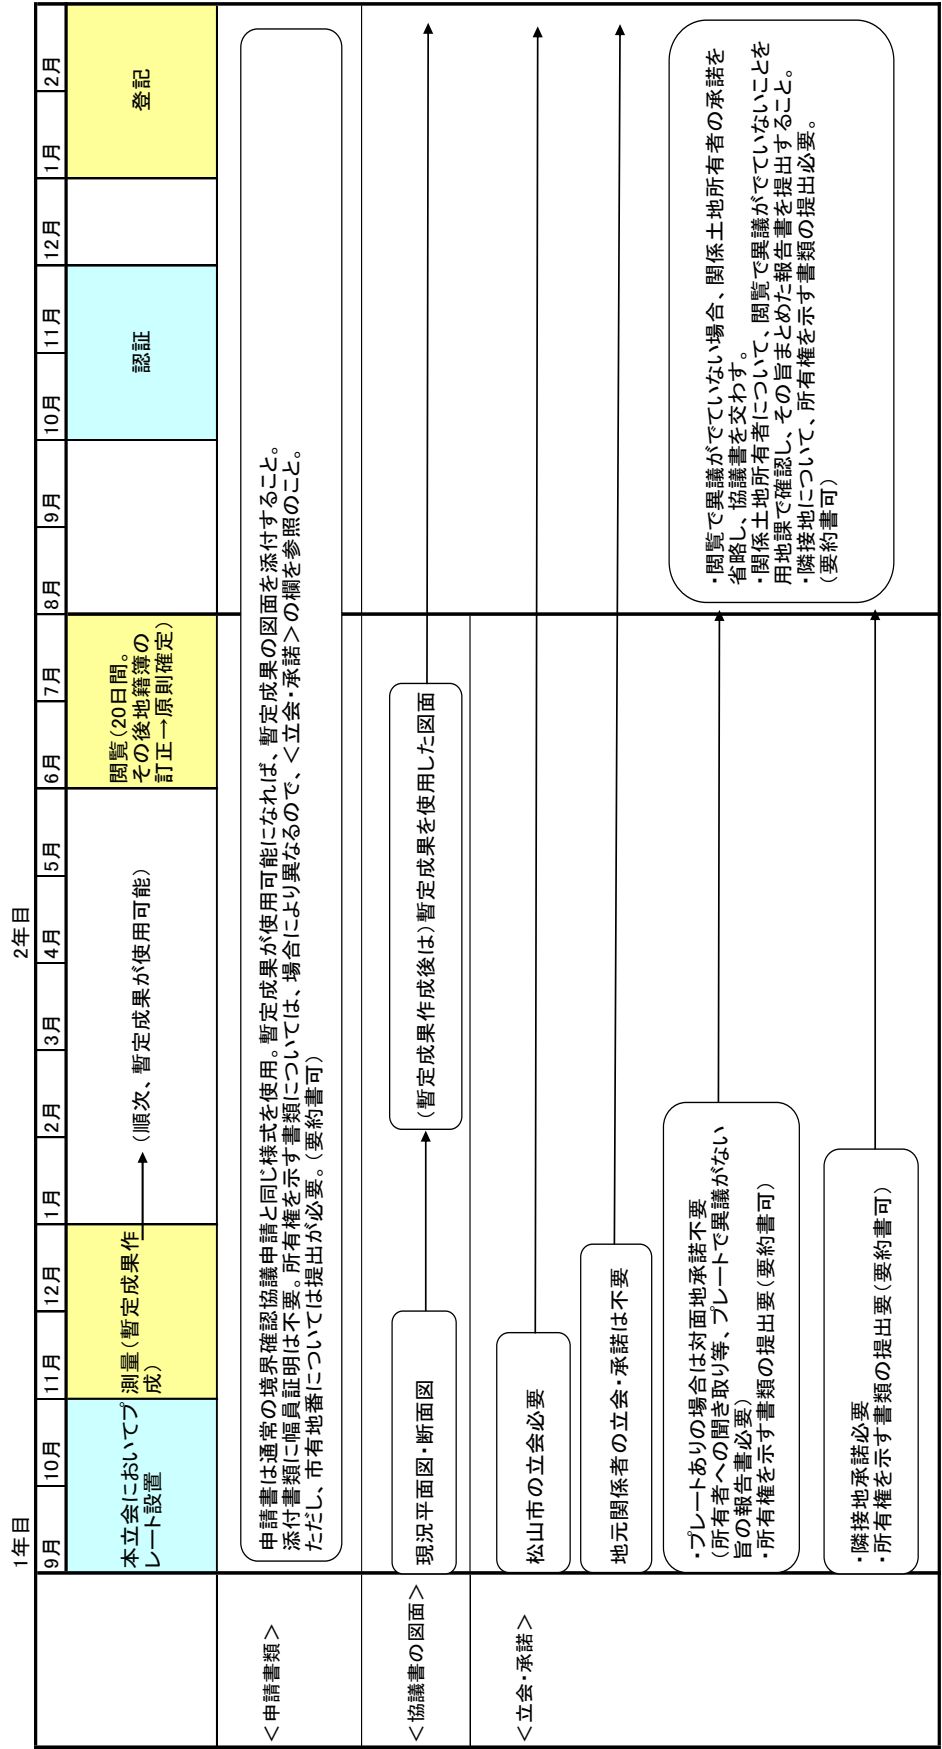 1年目
2年目
9月
10月
11月
12月
1月
2月
3月
4月
5月
6月
7月
8月
9月
10月
11月
12月
1月
2月
本立会においてプ
レート設置
測量(暫定成果作
成)
(順次、暫定成果が使用可能)
閲覧(20日間。
その後地籍簿の
訂正→原則確定)
認証
登記
<申請書類>
申請書は通常の境界確認協議申請と同じ様式を使用。暫定成果が使用可能になれば、暫定成果の図面を添付すること。
添付書類に幅員証明は不要。所有権を示す書類については、場合により異なるので、<立会・承諾>の欄を参照のこと。
ただし、市有地番については提出が必要。(要約書可)
<協議書の図面>
現況平面図・断面図
(暫定成果作成後は)暫定成果を使用した図面
<立会・承諾>
松山市の立会必要
地元関係者の立会・承諾は不要
・プレートありの場合は対面地承諾不要
(所有者への聞き取り等、プレートで異議がない
旨の報告書必要)
・所有権を示す書類の提出要(要約書可)
・隣接地承諾必要
・所有権を示す書類の提出要(要約書可)
・閲覧で異議がでていない場合、関係土地所有者の承諾を
省略し、協議書を交わす。
・関係土地所有者について、閲覧で異議がでていないことを
用地課で確認し、その旨まとめた報告書を提出すること。
・隣接地について、所有権を示す書類の提出必要。
(要約書可)